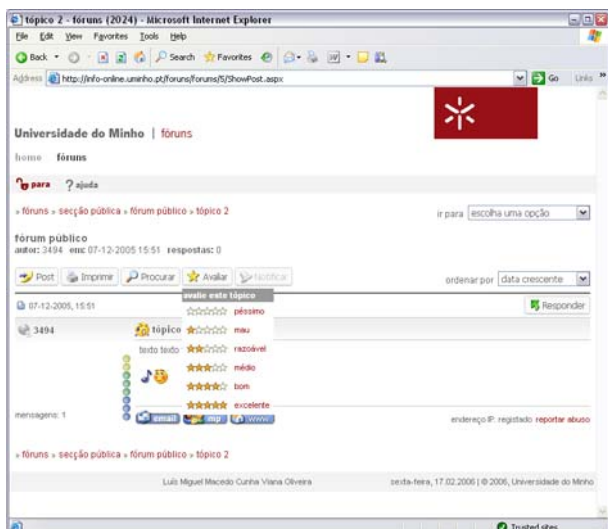 tópico 2 - fóruns (2024) - Microsoft Internet Explorer
File Edit View Favorites Tools Help
Back Search Favorites
Address http://info-online.uminho.pt/foruns/forums/5/ShowPost.aspx Go Links »
Universidade do Minho | fóruns
home fóruns
para ? ajuda
» fóruns » secção pública » fórum público » tópico 2
ir para escolha uma opção
fórum público
autor: 3494 em: 07-12-2005 15:51 respostas: 0
Post Imprimir Procurar Avaliar Notificar
ordenar por data crescente
avalie este tópico
07-12-2005, 15:51
Responder
péssimo
3494 tópico
mau
texto texto
razoável
médio
bom
excelente
mensagens: 1
email mp www
endereço IP: registado reportar abuso
» fóruns » secção pública » fórum público » tópico 2
Luís Miguel Macedo Cunha Viana Oliveira
sexta-feira, 17.02.2006 | © 2006, Universidade do Minho
Trusted sites